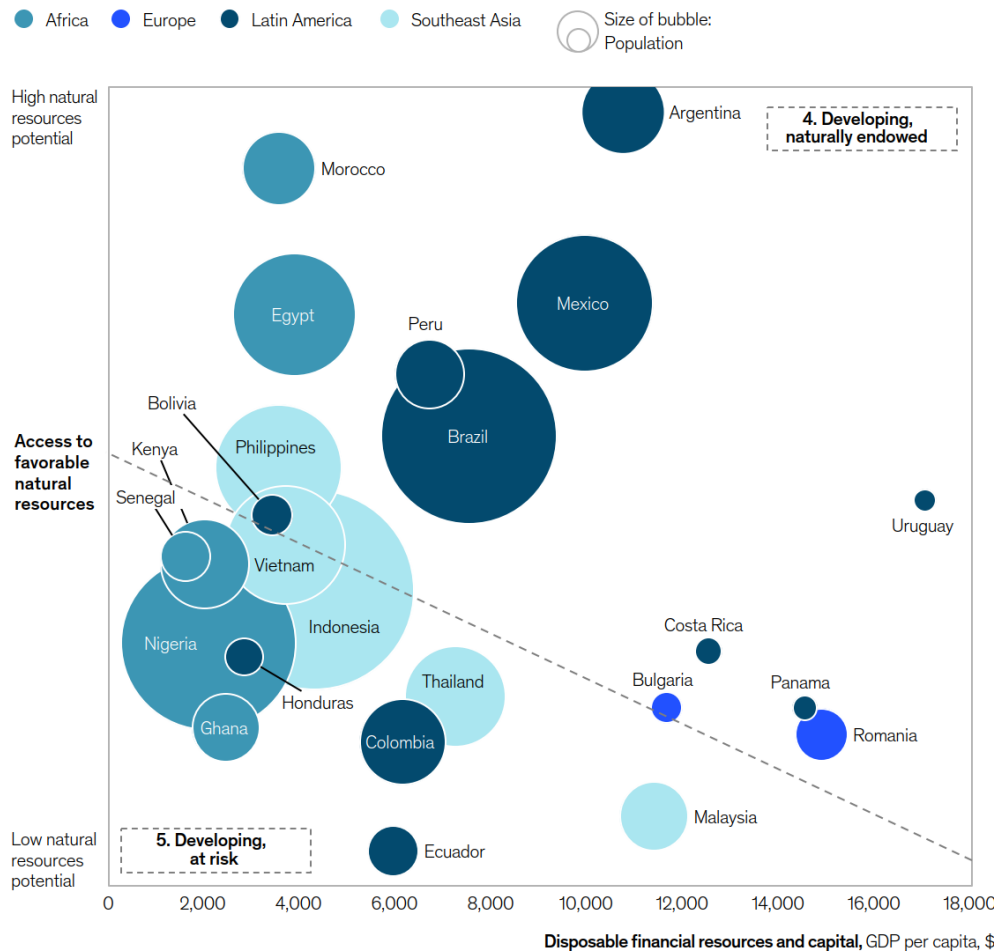 Africa
Europe
Latin America
Southeast Asia
Size of bubble:
Population
High natural
resources
potential
Argentina
4. Developing,
naturally endowed
Morocco
Egypt
Mexico
Peru
Bolivia
Brazil
Access to
favorable
natural
resources
Kenya
Philippines
Senegal
Uruguay
Vietnam
Indonesia
Nigeria
Costa Rica
Thailand
Bulgaria
Panama
Honduras
Ghana
Colombia
Romania
Malaysia
Low natural
resources
potential
5. Developing,
at risk
Ecuador
0 2,000 4,000 6,000 8,000 10,000 12,000 14,000 16,000 18,000
Disposable financial resources and capital, GDP per capita, $